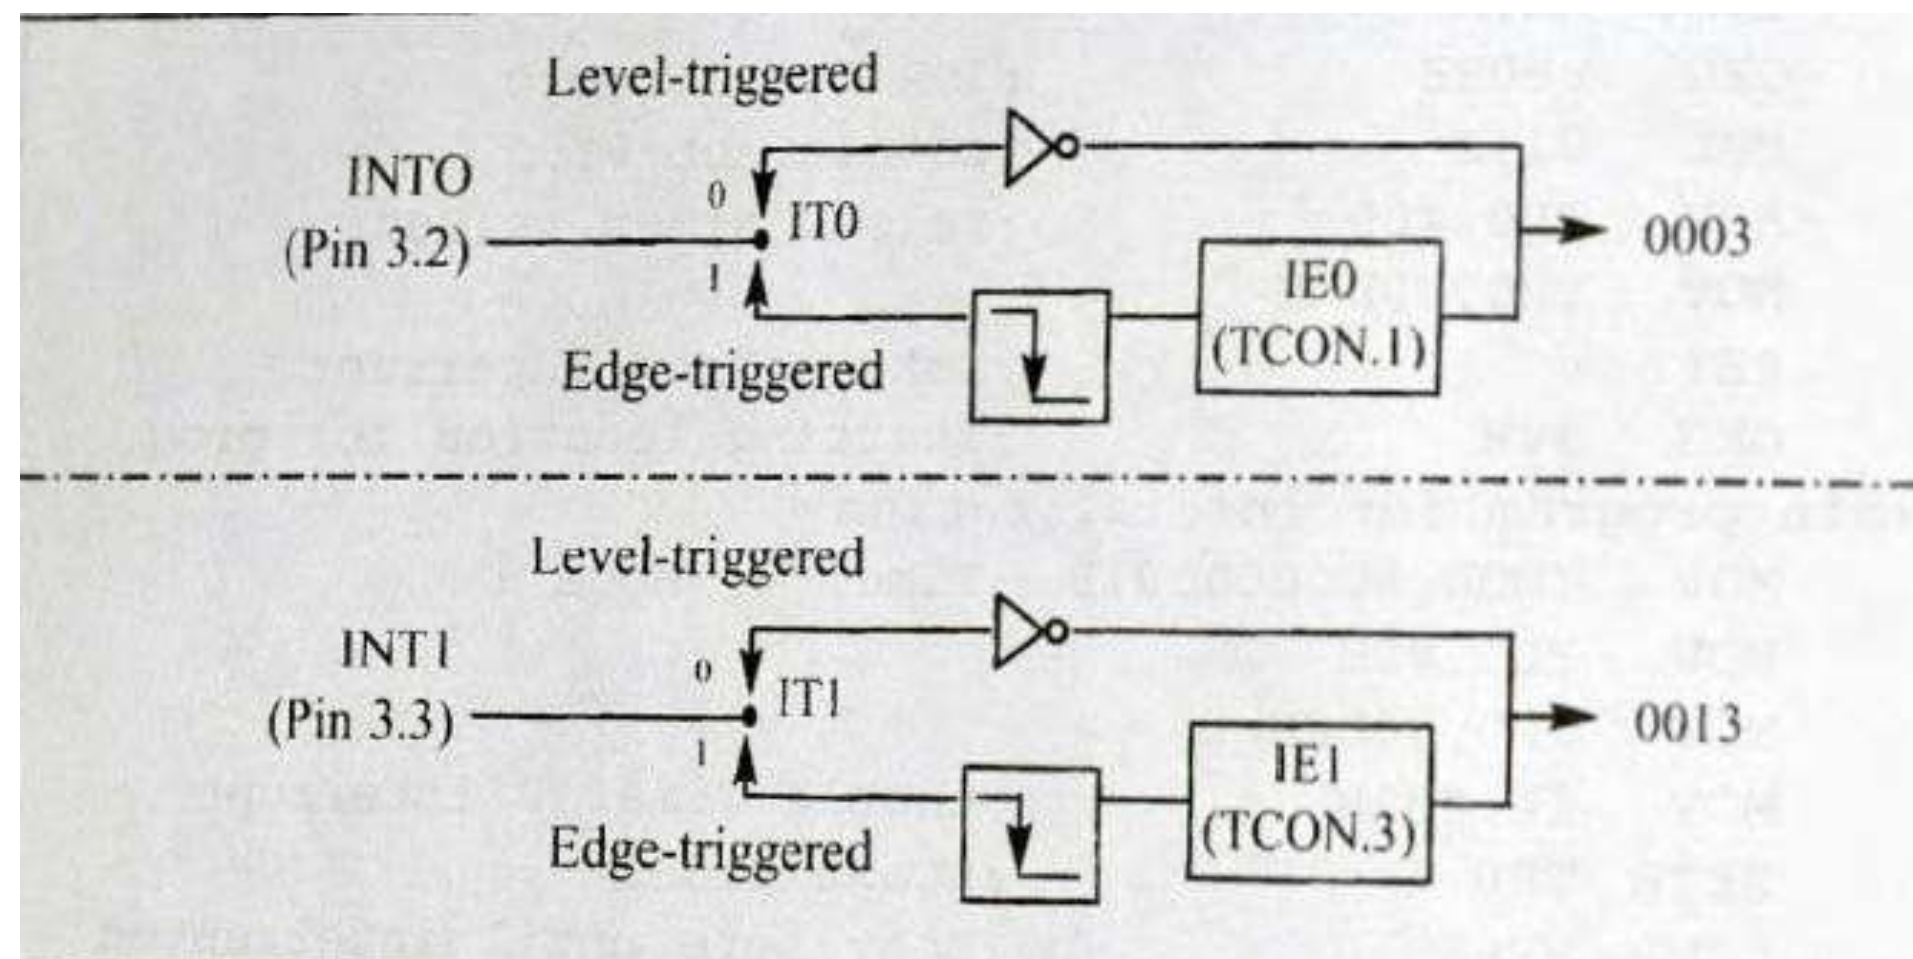 Level-triggered
INTO
(Pin 3.2)
0
IT0
1
Edge-triggered
IE0
(TCON.1)
0003
Level-triggered
INT1
(Pin 3.3)
0
IT1
1
Edge-triggered
IE1
(TCON.3)
0013